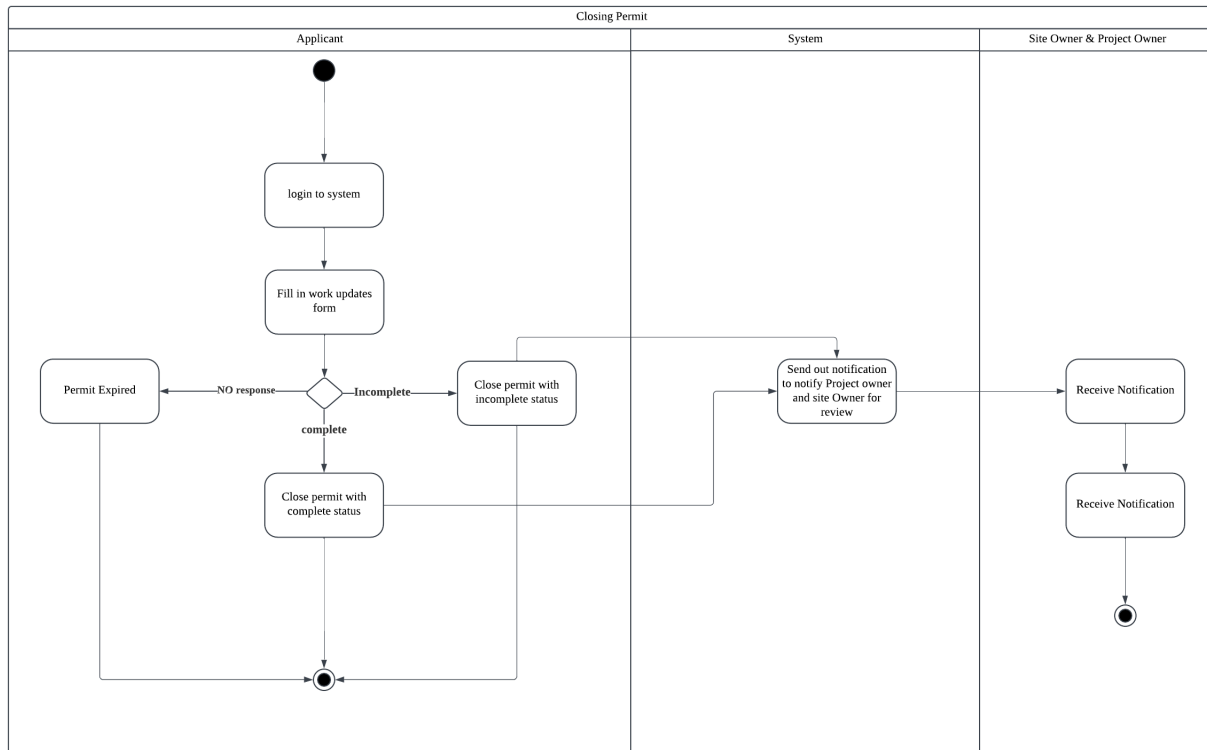 Closing Permit
Applicant
System
Site Owner & Project Owner
login to system
Fill in work updates
form
Permit Expired
NO response
Incomplete
Close permit with
incomplete status
Send out notification
to notify Project owner
and site Owner for
review
Receive Notification
complete
Close permit with
complete status
Receive Notification